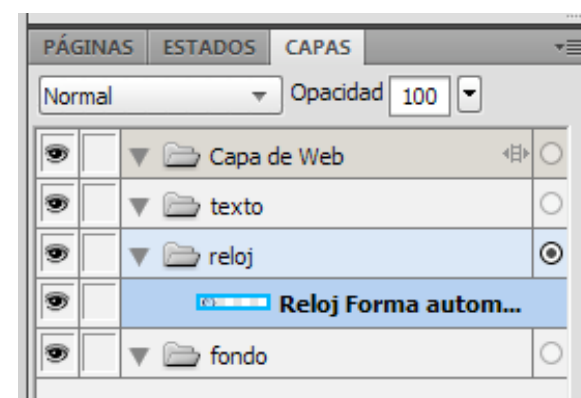 PÁGINAS ESTADOS CAPAS
Normal Opacidad 100
Capa de Web
texto
reloj
Reloj Forma autom...
fondo